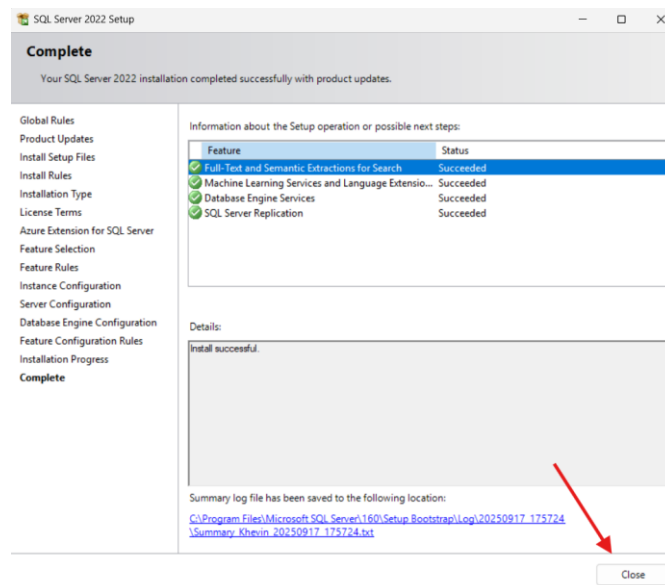 SQL Server 2022 Setup
Complete
Your SQL Server 2022 installation completed successfully with product updates.
Global Rules
Product Updates
Install Setup Files
Install Rules
Installation Type
License Terms
Azure Extension for SQL Server
Feature Selection
Feature Rules
Instance Configuration
Server Configuration
Database Engine Configuration
Feature Configuration Rules
Installation Progress
Complete
Information about the Setup operation or possible next steps:
Feature Status
Full-Text and Semantic Extractions for Search Succeeded
Machine Learning Services and Language Extensio... Succeeded
Database Engine Services Succeeded
SQL Server Replication Succeeded
Details:
Install successful.
Summary log file has been saved to the following location:
C:\Program Files\Microsoft SQL Server\160\Setup Bootstrap\Log\20250917_175724
\Summary_Khevin_20250917_175724.txt
Close